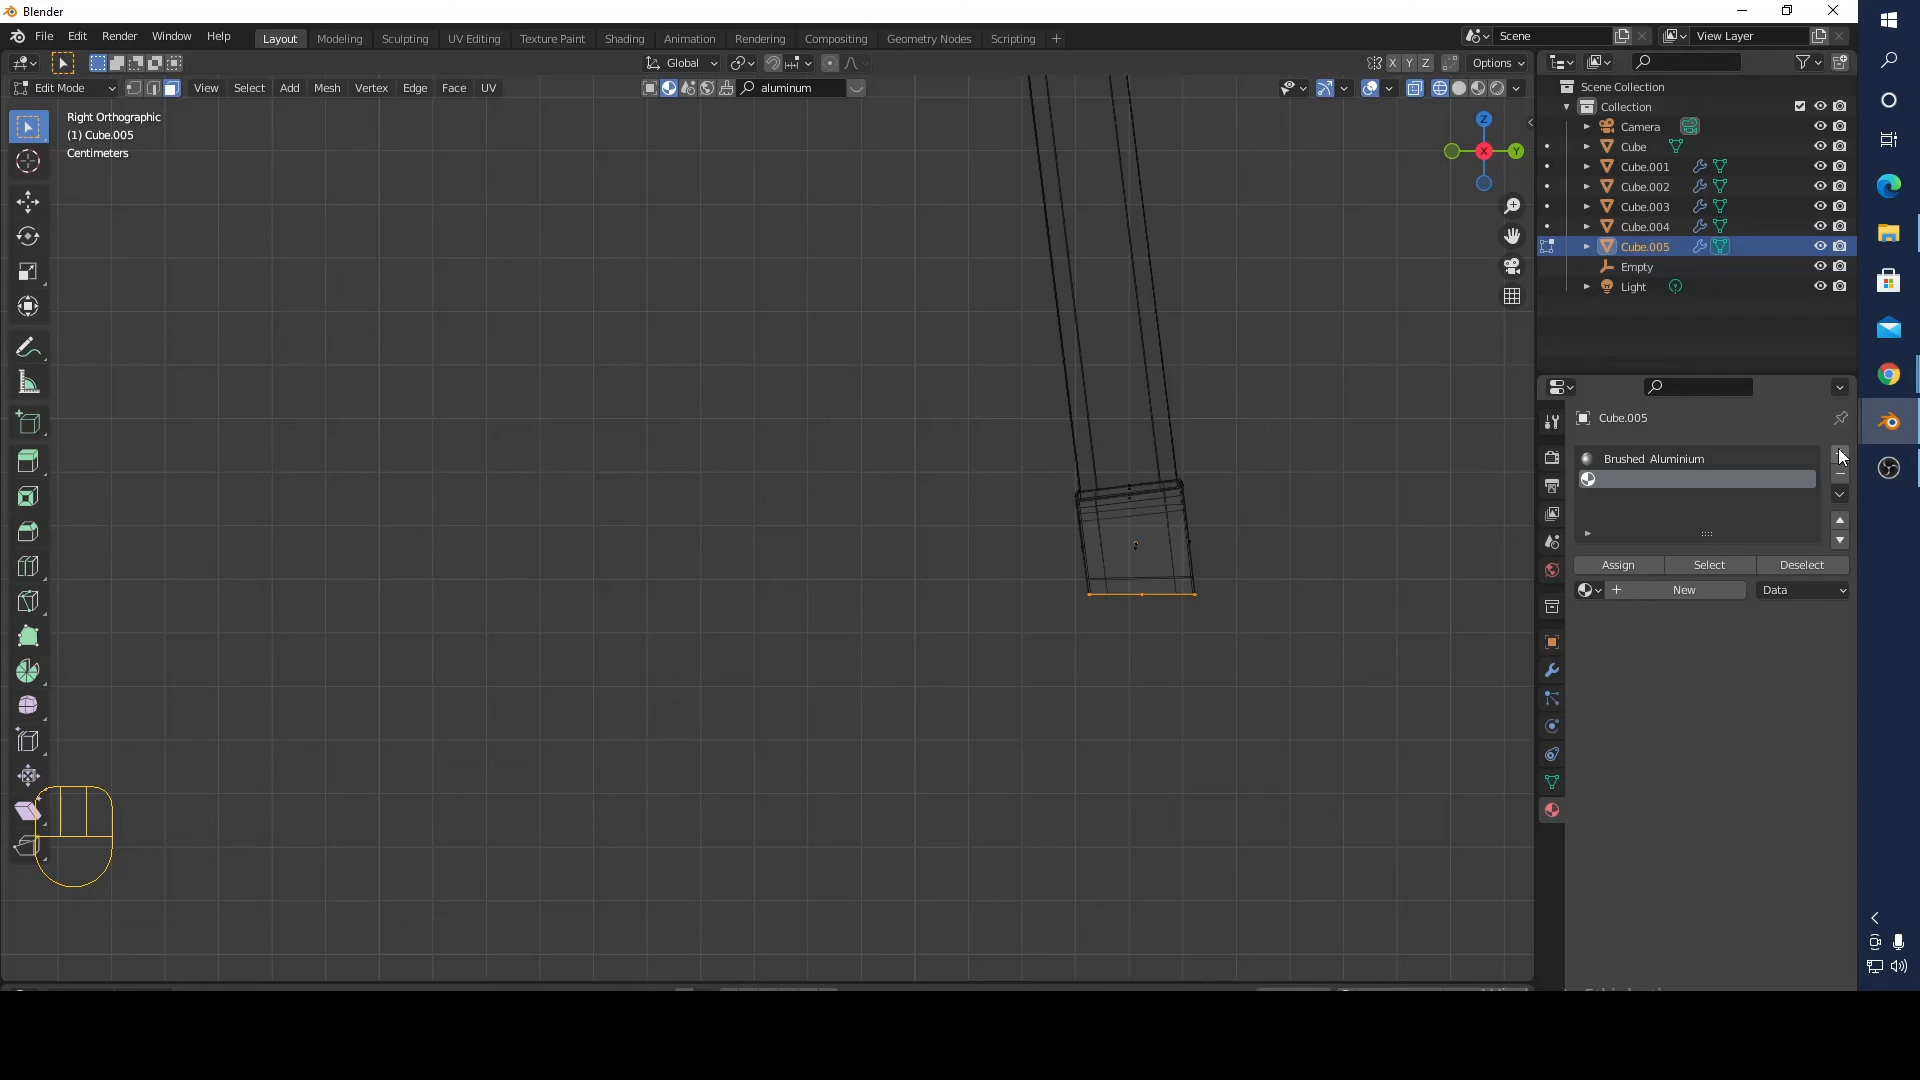 Blender
File Edit Render Window Help
Layout Modeling Sculpting UV Editing Texture Paint Shading Animation Rendering Compositing Geometry Nodes Scripting +
Scene
View Layer
Global
X Y Z
Options
Edit Mode
View Select Add Mesh Vertex Edge Face UV
aluminum
Right Orthographic
(1) Cube.005
Centimeters
Z
X
Y
Scene Collection
Collection
Camera
Cube
Cube.001
Cube.002
Cube.003
Cube.004
Cube.005
Empty
Light
Cube.005
Brushed Aluminium
Assign Select Deselect
New
Data